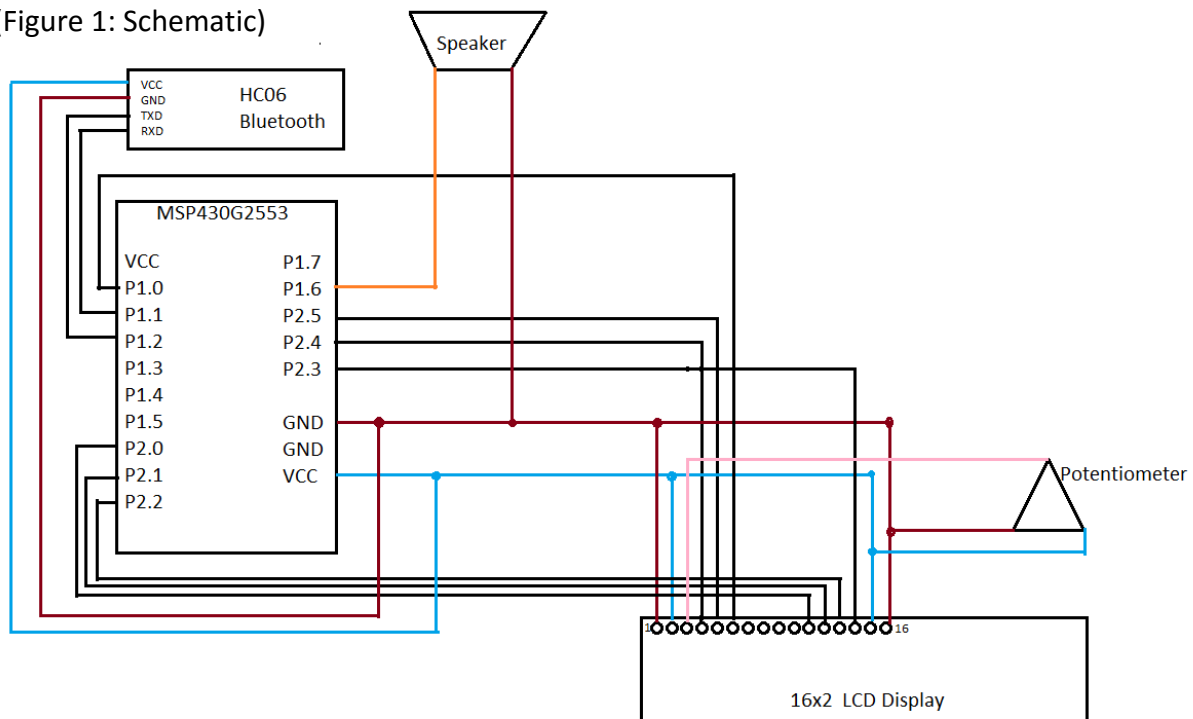 (Figure 1: Schematic)
Speaker
VCC
GND
TXD
RXD
HC06
Bluetooth
MSP430G2553
VCC
P1.0
P1.1
P1.2
P1.3
P1.4
P1.5
P2.0
P2.1
P2.2
P1.7
P1.6
P2.5
P2.4
P2.3
GND
GND
VCC
Potentiometer
1
16
16x2 LCD Display